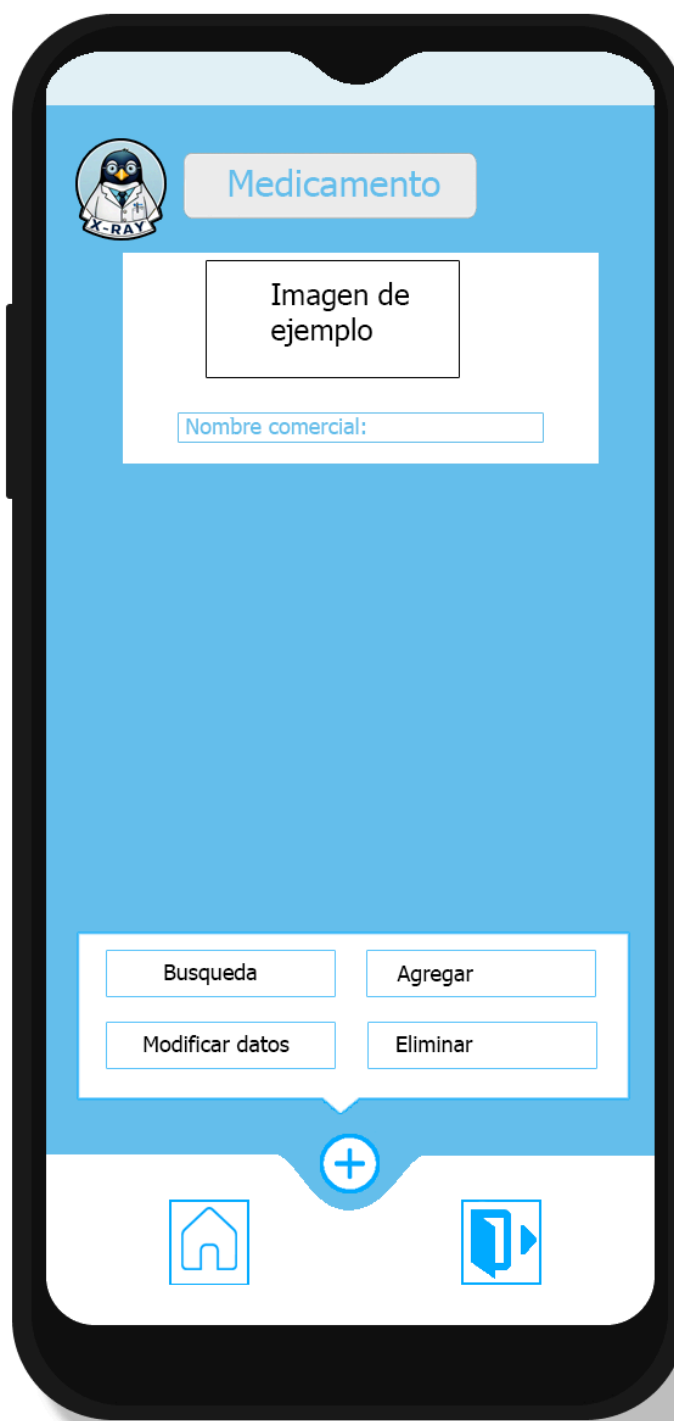 X-RAY
Medicamento
Imagen de
ejemplo
Nombre comercial:
Busqueda
Agregar
Modificar datos
Eliminar